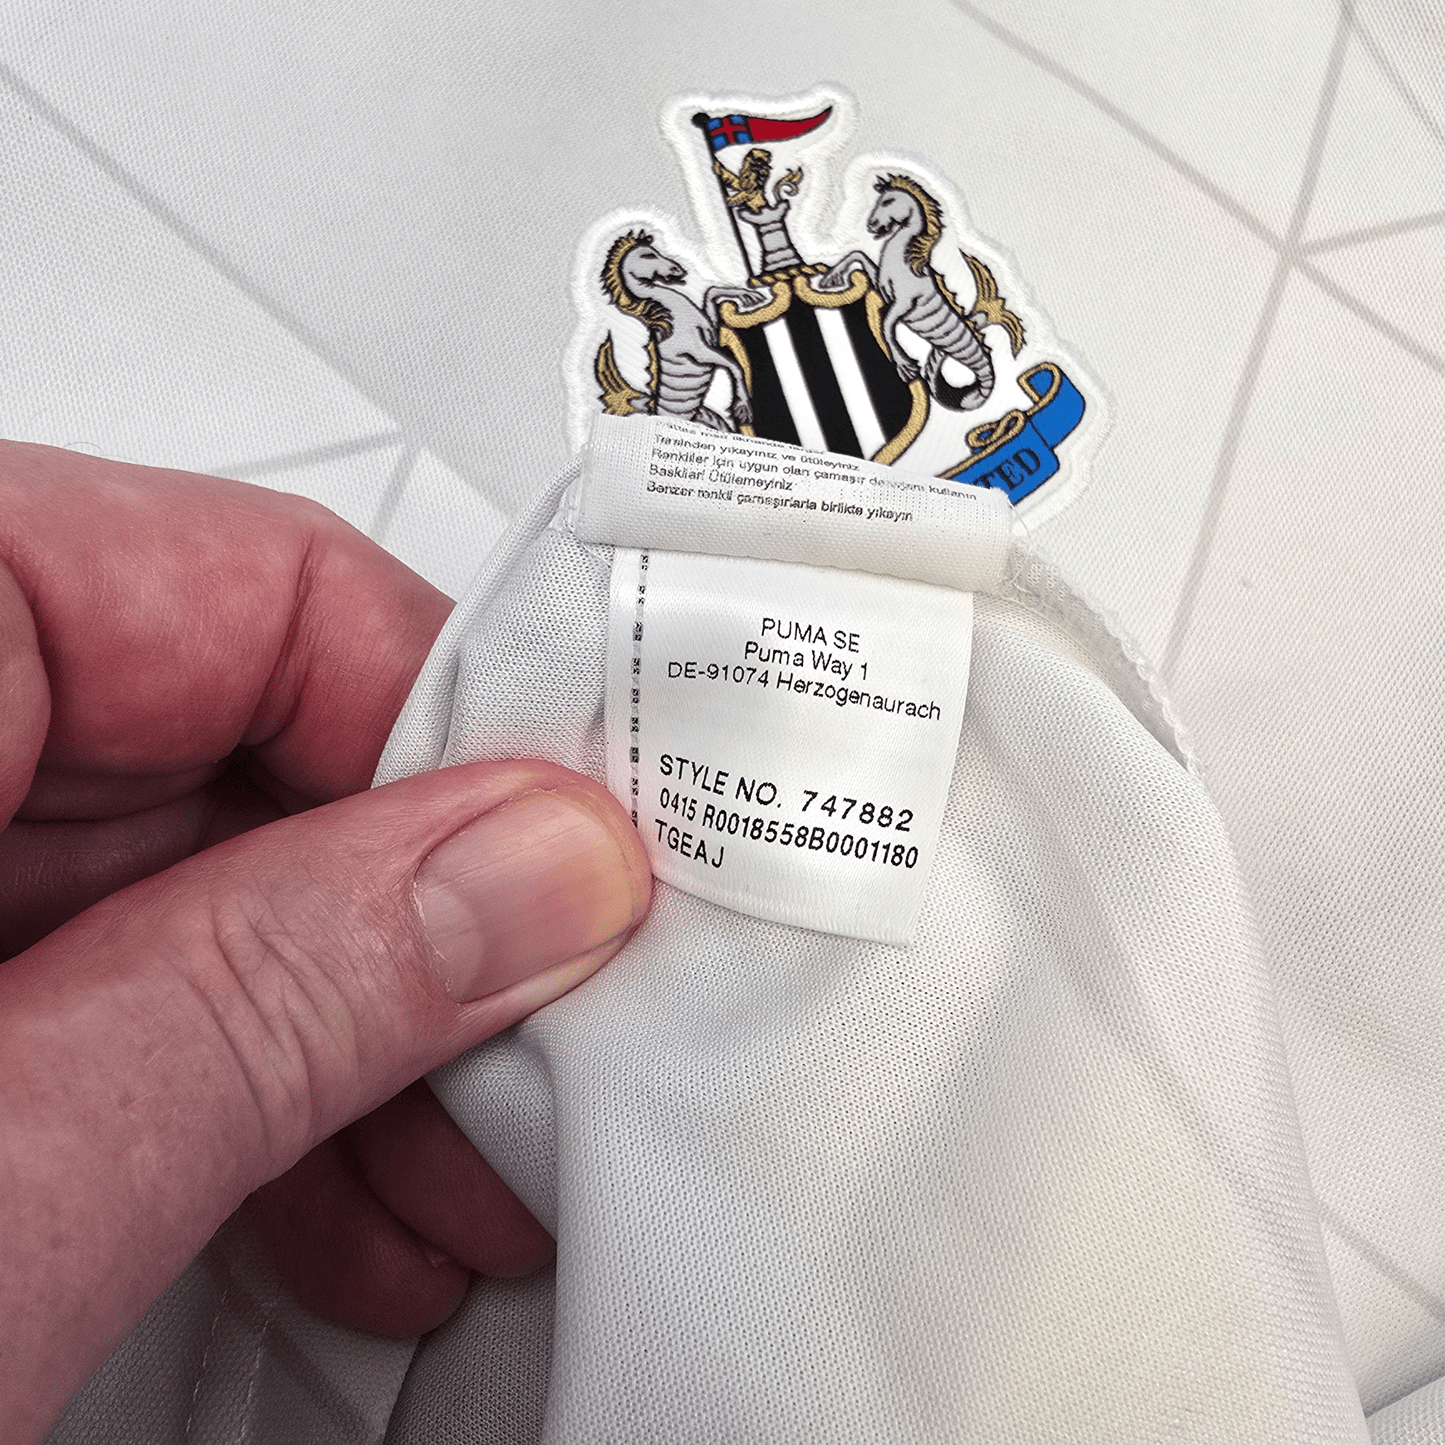 TED
Tersinden yıkayınız ve ütüleyiniz
Renkliler için uygun olan çamaşır deterjanı kullanın
Baskıları Ütülemeyiniz
Benzer renkli çamaşırlarla birlikte yıkayın
PUMA SE
Puma Way 1
DE-91074 Herzogenaurach
STYLE NO. 747882
0415 R0018558B0001180
TGEAJ